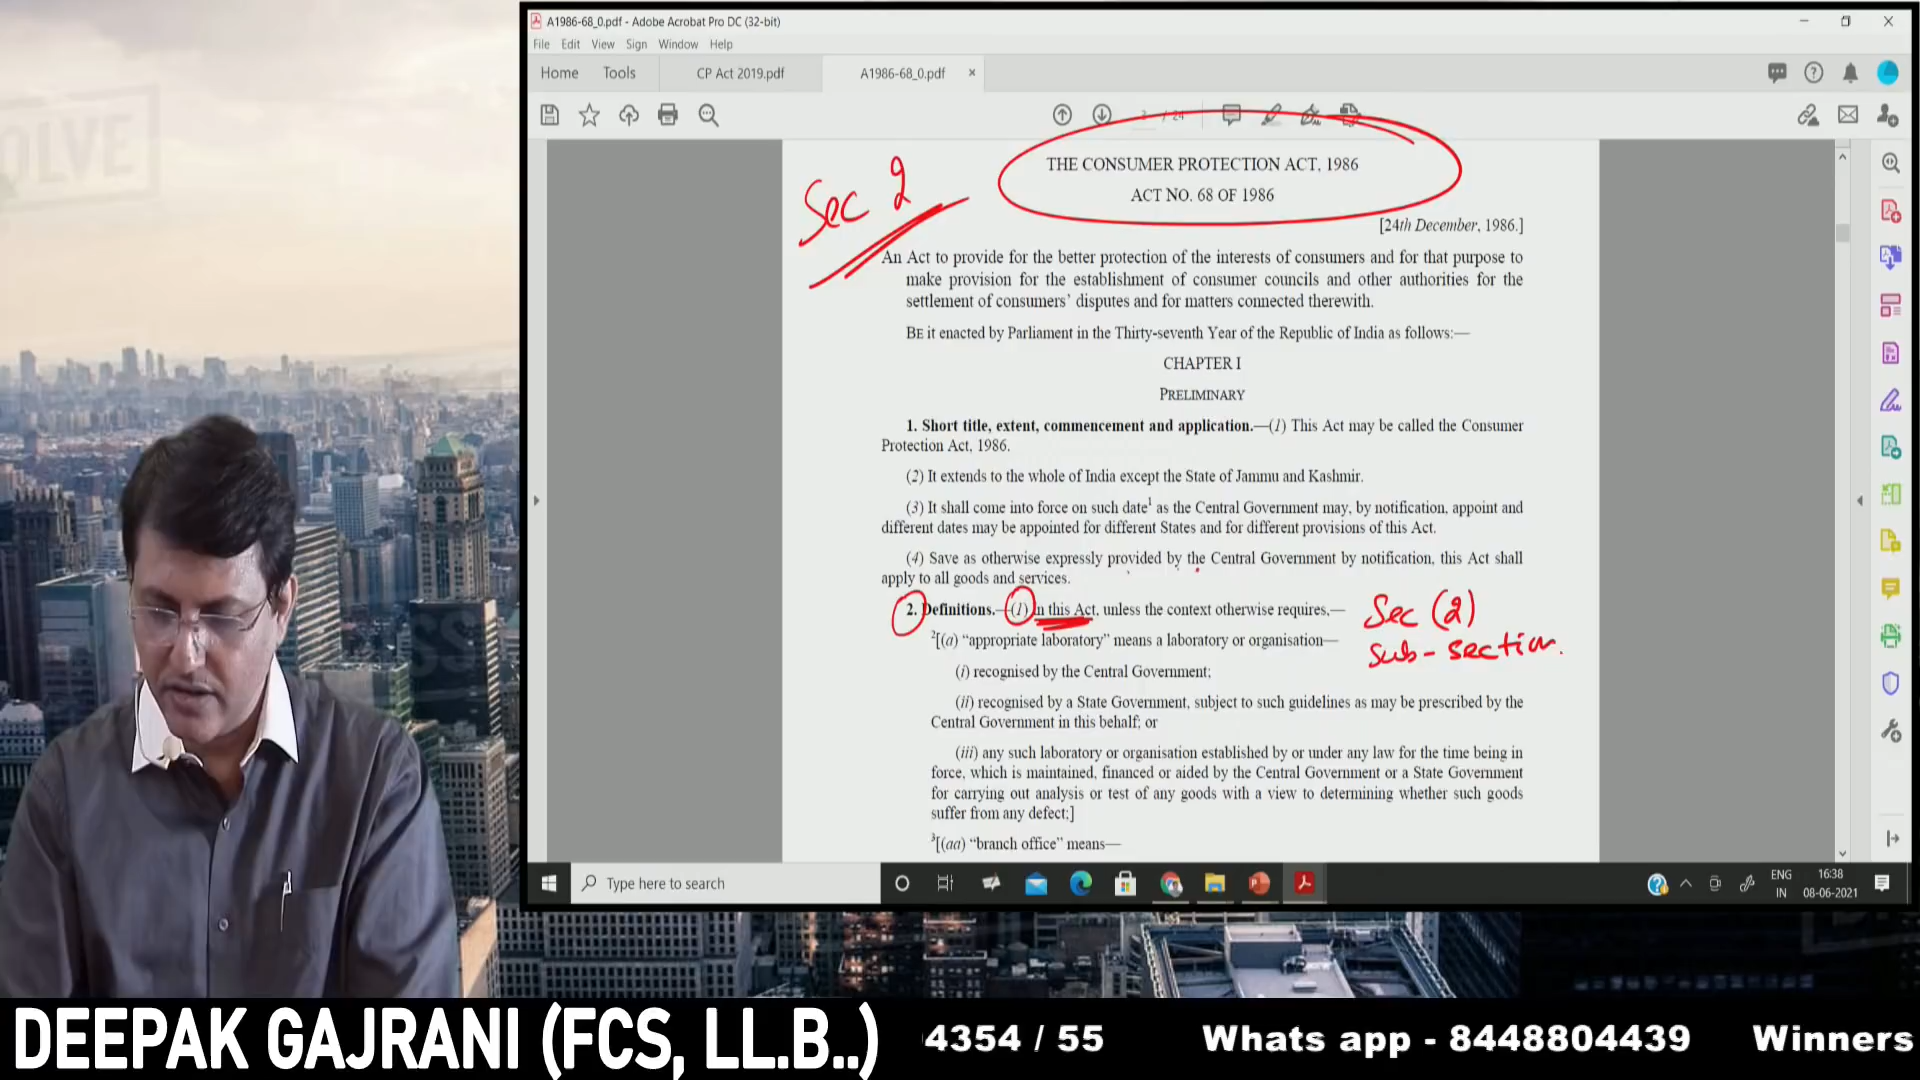 OLVE
A1986-68_0.pdf - Adobe Acrobat Pro DC (32-bit)
File Edit View Sign Window Help
Home Tools CP Act 2019.pdf A1986-68_0.pdf ×
Sec 2
THE CONSUMER PROTECTION ACT, 1986
ACT NO. 68 OF 1986
[24th December, 1986.]
An Act to provide for the better protection of the interests of consumers and for that purpose to
make provision for the establishment of consumer councils and other authorities for the
settlement of consumers’ disputes and for matters connected therewith.
BE it enacted by Parliament in the Thirty-seventh Year of the Republic of India as follows:—
CHAPTER I
PRELIMINARY
1. Short title, extent, commencement and application.—(1) This Act may be called the Consumer
Protection Act, 1986.
(2) It extends to the whole of India except the State of Jammu and Kashmir.
(3) It shall come into force on such date1 as the Central Government may, by notification, appoint and
different dates may be appointed for different States and for different provisions of this Act.
(4) Save as otherwise expressly provided by the Central Government by notification, this Act shall
apply to all goods and services.
2. Definitions.—(1) In this Act, unless the context otherwise requires,—
Sec (2)
sub-section.
2[(a) “appropriate laboratory” means a laboratory or organisation—
(i) recognised by the Central Government;
(ii) recognised by a State Government, subject to such guidelines as may be prescribed by the
Central Government in this behalf; or
(iii) any such laboratory or organisation established by or under any law for the time being in
force, which is maintained, financed or aided by the Central Government or a State Government
for carrying out analysis or test of any goods with a view to determining whether such goods
suffer from any defect;]
3[(aa) “branch office” means—
Type here to search
ENG
IN
16:38
08-06-2021
DEEPAK GAJRANI (FCS, LL.B..)
4354 / 55 Whats app - 8448804439 Winners